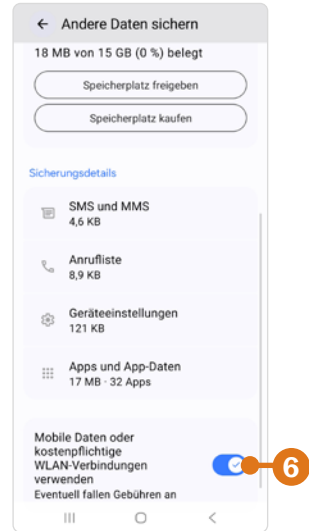 Andere Daten sichern
18 MB von 15 GB (0 %) belegt
Speicherplatz freigeben
Speicherplatz kaufen
Sicherungsdetails
SMS und MMS
4,6 KB
Anrufliste
8,9 KB
Geräteeinstellungen
121 KB
Apps und App-Daten
17 MB · 32 Apps
Mobile Daten oder
kostenpflichtige
WLAN-Verbindungen
verwenden
6
Eventuell fallen Gebühren an